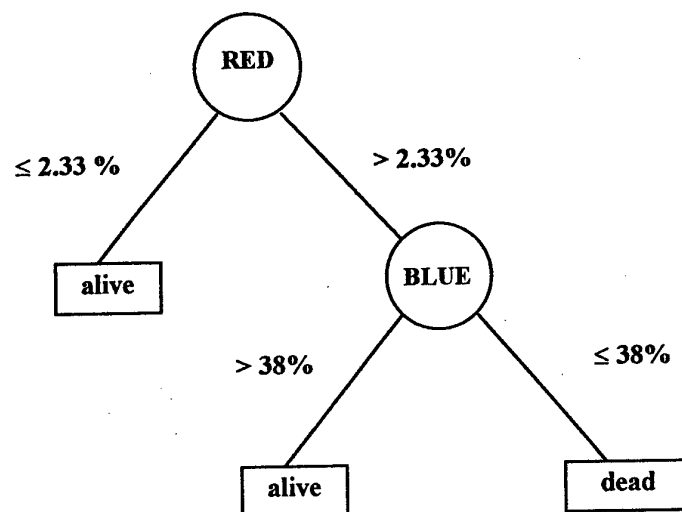 RED
≤ 2.33 %
> 2.33%
alive
BLUE
> 38%
≤ 38%
alive
dead